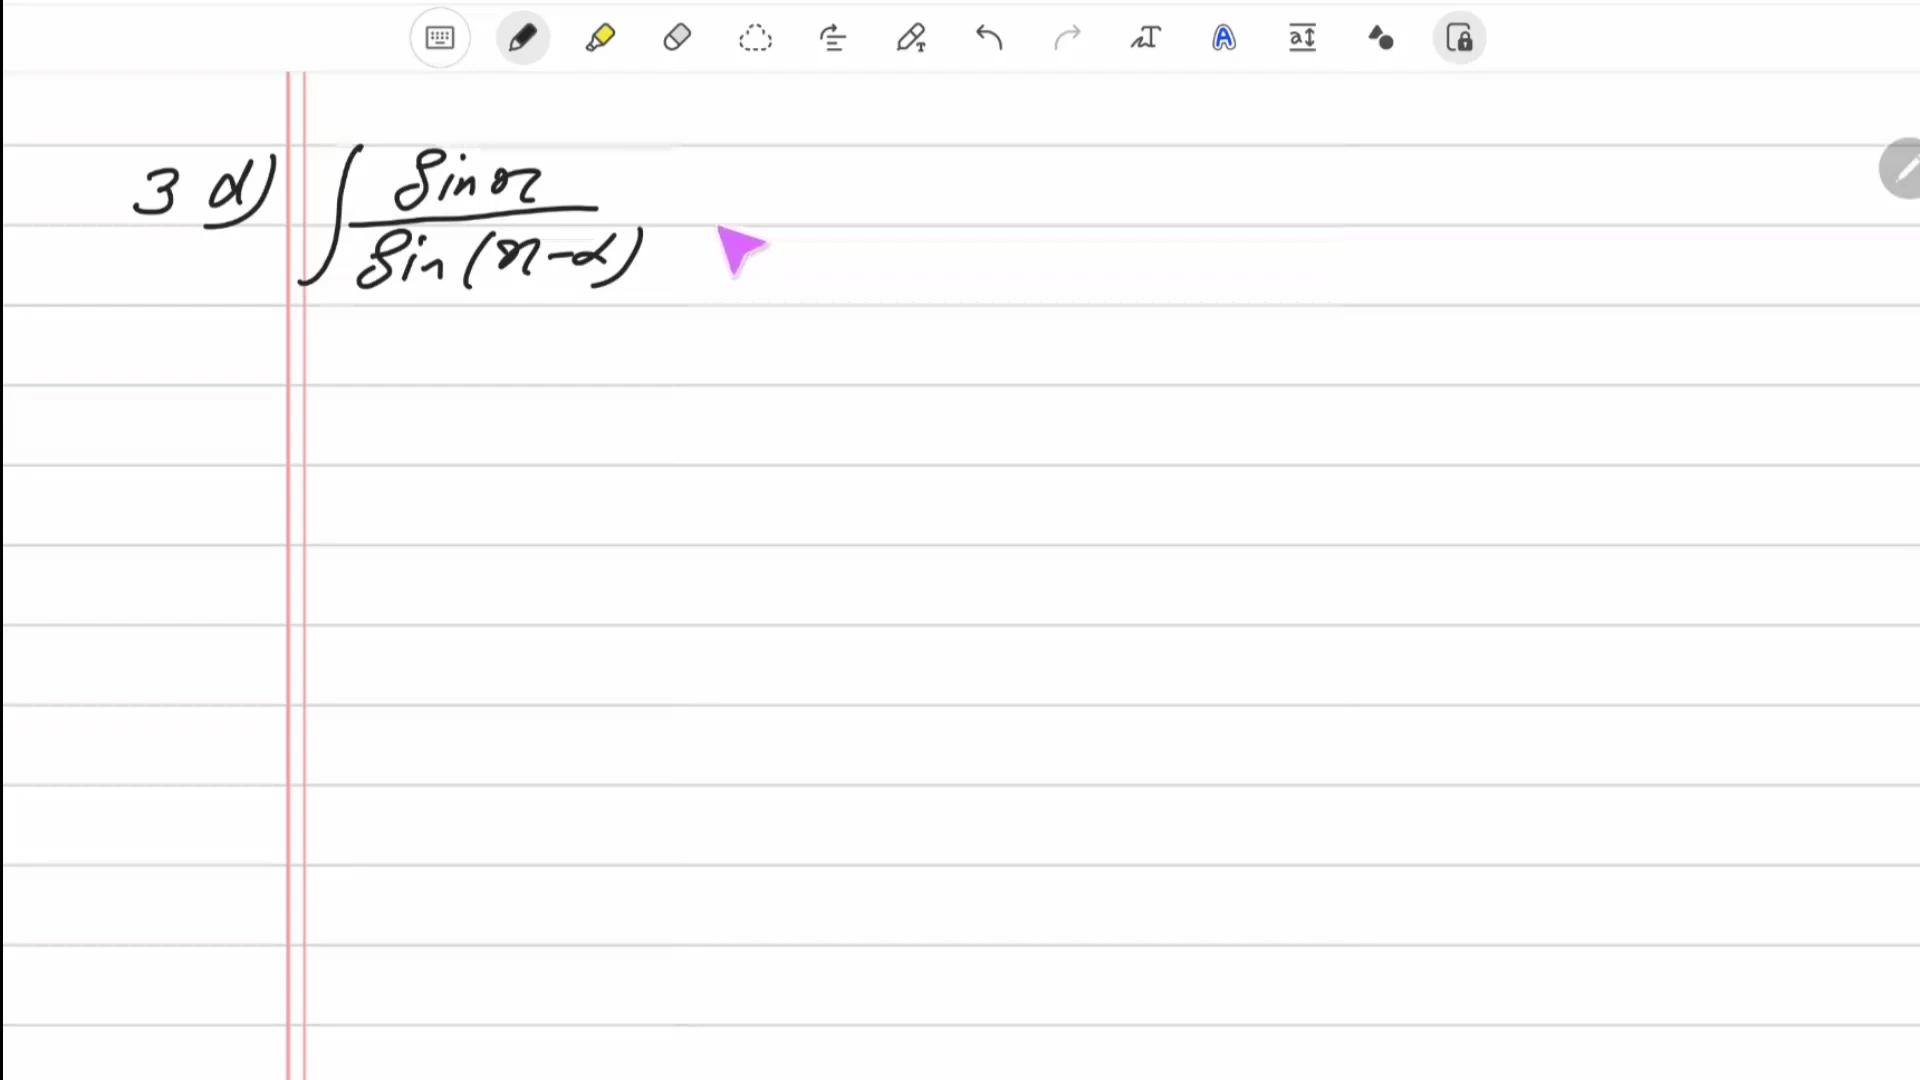 3 d) ∫ sin x / sin (x-α)